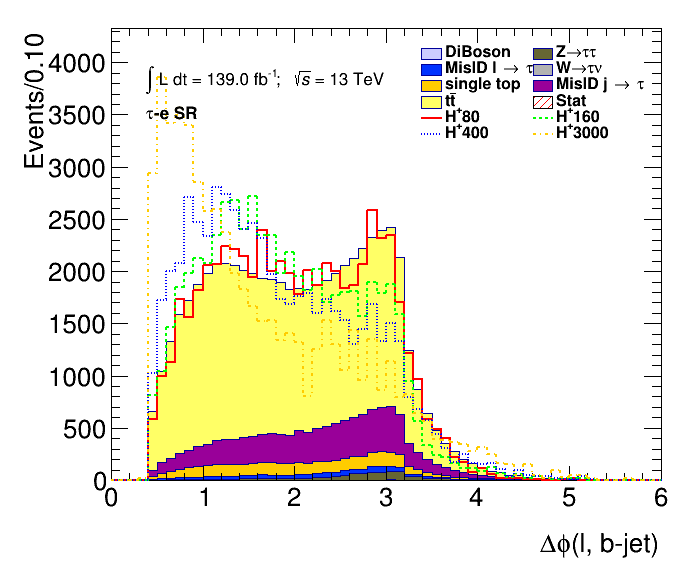 Events/0.10
4000
3500
3000
2500
2000
1500
1000
500
0
∫ L dt = 139.0 fb⁻¹; √s = 13 TeV
τ-e SR
DiBoson Z→ττ
MisID l → τ W→τν
single top MisID j → τ
tt̄ Stat
H⁺80 H⁺160
H⁺400 H⁺3000
0 1 2 3 4 5 6
Δϕ(l, b-jet)